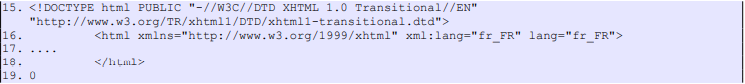 15. <!DOCTYPE html PUBLIC "-//W3C//DTD XHTML 1.0 Transitional//EN"
"http://www.w3.org/TR/xhtml1/DTD/xhtml1-transitional.dtd">
16. <html xmlns="http://www.w3.org/1999/xhtml" xml:lang="fr_FR" lang="fr_FR">
17. ....
18. </html>
19. 0